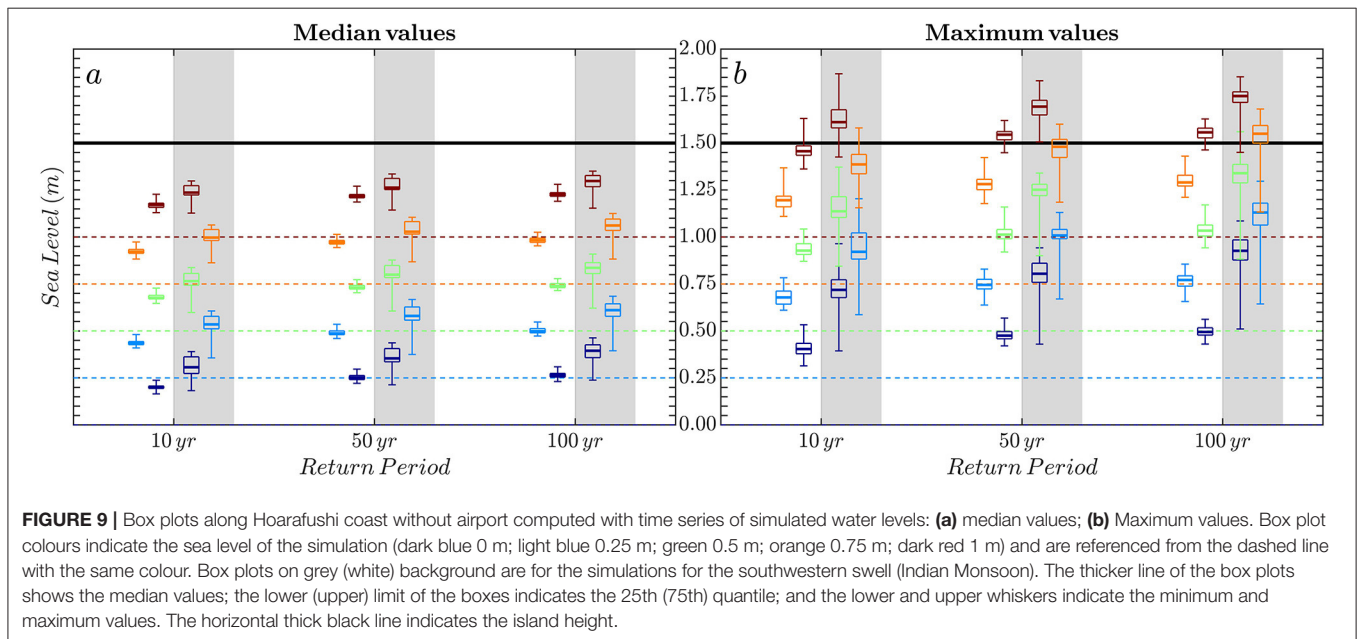 Median values
Maximum values
a
b
2.00
1.75
1.50
1.25
1.00
0.75
0.50
0.25
0.00
Sea Level (m)
10 yr
50 yr
100 yr
10 yr
50 yr
100 yr
Return Period
Return Period
FIGURE 9 | Box plots along Hoarafushi coast without airport computed with time series of simulated water levels: (a) median values; (b) Maximum values. Box plot
colours indicate the sea level of the simulation (dark blue 0 m; light blue 0.25 m; green 0.5 m; orange 0.75 m; dark red 1 m) and are referenced from the dashed line
with the same colour. Box plots on grey (white) background are for the simulations for the southwestern swell (Indian Monsoon). The thicker line of the box plots
shows the median values; the lower (upper) limit of the boxes indicates the 25th (75th) quantile; and the lower and upper whiskers indicate the minimum and
maximum values. The horizontal thick black line indicates the island height.